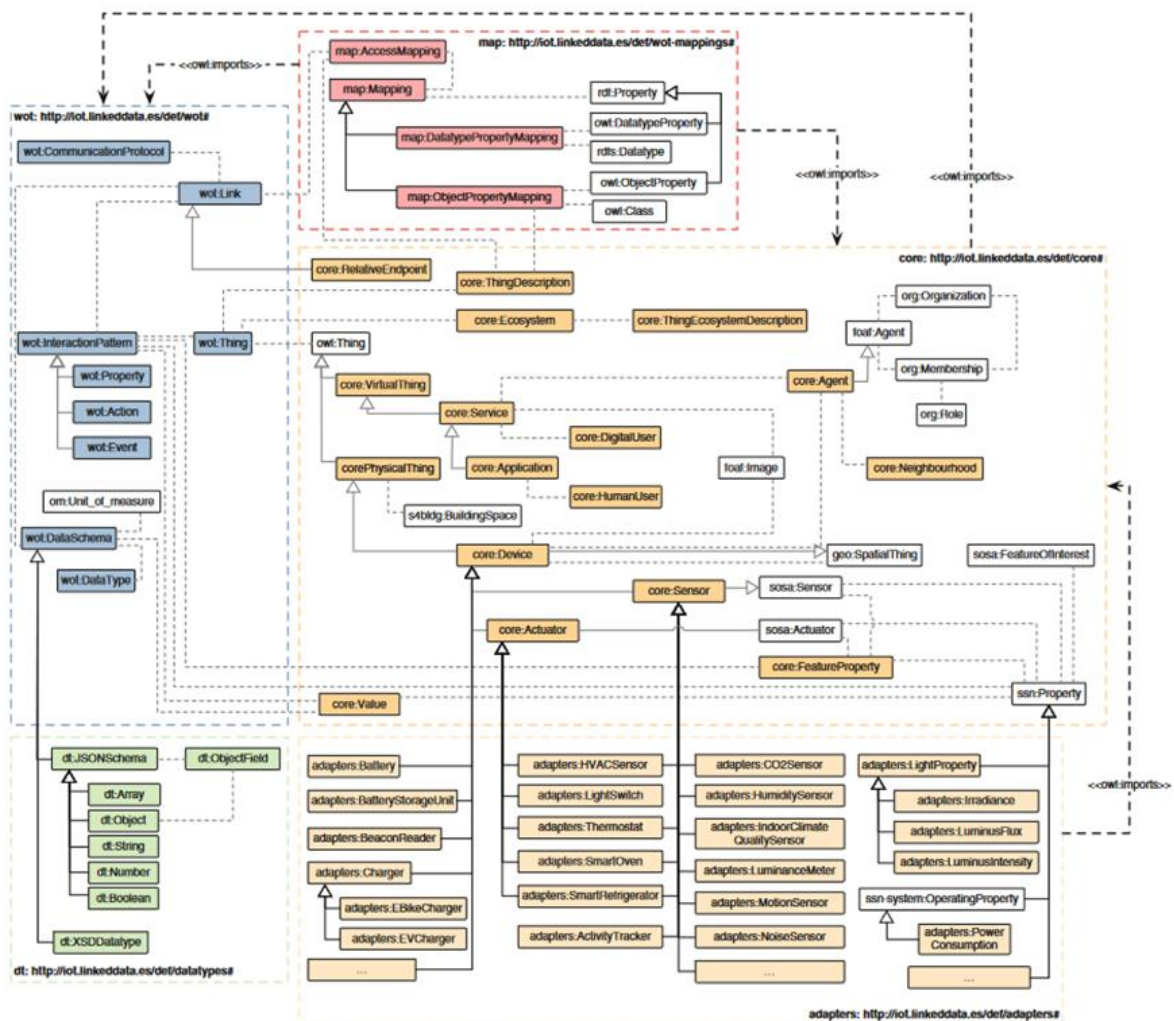 map: http://iot.linkeddata.es/def/wot-mappings#
map:AccessMapping
<<owl:imports>>
map:Mapping
rdf:Property
owl:DatatypeProperty
map:DatatypePropertyMapping
rdfs:Datatype
owl:ObjectProperty
map:ObjectPropertyMapping
owl:Class
<<owl:imports>>
<<owl:imports>>
wot: http://iot.linkeddata.es/def/wot#
wot:CommunicationProtocol
wot:Link
wot:InteractionPattern
wot:Thing
wot:Property
wot:Action
wot:Event
om:Unit_of_measure
wot:DataSchema
wot:DataType
core: http://iot.linkeddata.es/def/core#
core:RelativeEndpoint
core:ThingDescription
org:Organization
core:Ecosystem
core:ThingEcosystemDescription
foaf:Agent
owl:Thing
org:Membership
core:VirtualThing
core:Agent
core:Service
org:Role
core:DigitalUser
corePhysicalThing
core:Application
foaf:Image
core:Neighbourhood
core:HumanUser
s4bldg:BuildingSpace
core:Device
geo:SpatialThing
sosa:FeatureOfInterest
core:Sensor
sosa:Sensor
core:Actuator
sosa:Actuator
core:FeatureProperty
core:Value
ssn:Property
dt:JSONSchema
dt:ObjectField
dt:Array
dt:Object
dt:String
dt:Number
dt:Boolean
dt:XSDDatatype
dt: http://iot.linkeddata.es/def/datatypes#
adapters:Battery
adapters:BatteryStorageUnit
adapters:BeaconReader
adapters:Charger
adapters:EBikeCharger
adapters:EVCharger
...
adapters:HVACSensor
adapters:LightSwitch
adapters:Thermostat
adapters:SmartOven
adapters:SmartRefrigerator
adapters:ActivityTracker
adapters:CO2Sensor
adapters:HumiditySensor
adapters:IndoorClimate
QualitySensor
adapters:LuminanceMeter
adapters:MotionSensor
adapters:NoiseSensor
...
adapters:LightProperty
adapters:Irradiance
adapters:LuminusFlux
adapters:LuminusIntensity
ssn-system:OperatingProperty
adapters:Power
Consumption
...
<<owl:imports>>
adapters: http://iot.linkeddata.es/def/adapters#